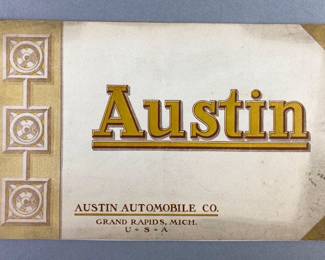 Austin
AUSTIN AUTOMOBILE CO.
GRAND RAPIDS, MICH.
U-S-A